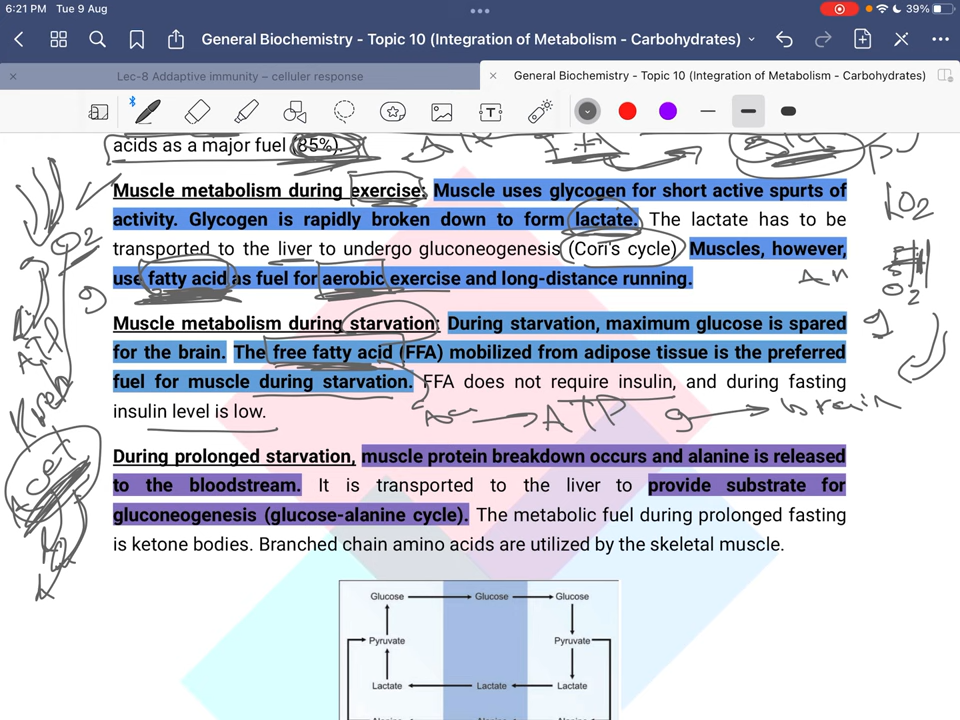 6:21 PM Tue 9 Aug
39%
General Biochemistry - Topic 10 (Integration of Metabolism - Carbohydrates)
Lec-8 Addaptive immunity – celluler response
General Biochemistry - Topic 10 (Integration of Metabolism - Carbohydrates)
acids as a major fuel (85%).
Muscle metabolism during exercise: Muscle uses glycogen for short active spurts of
activity. Glycogen is rapidly broken down to form lactate. The lactate has to be
transported to the liver to undergo gluconeogenesis (Cori's cycle) Muscles, however,
use fatty acid as fuel for aerobic exercise and long-distance running.
Muscle metabolism during starvation: During starvation, maximum glucose is spared
for the brain. The free fatty acid (FFA) mobilized from adipose tissue is the preferred
fuel for muscle during starvation. FFA does not require insulin, and during fasting
insulin level is low.
ATP g brain
During prolonged starvation, muscle protein breakdown occurs and alanine is released
to the bloodstream. It is transported to the liver to provide substrate for
gluconeogenesis (glucose-alanine cycle). The metabolic fuel during prolonged fasting
is ketone bodies. Branched chain amino acids are utilized by the skeletal muscle.
O2
g
ATP
O2
An
O2
g
Glucose Glucose Glucose
Pyruvate Pyruvate
Lactate Lactate Lactate